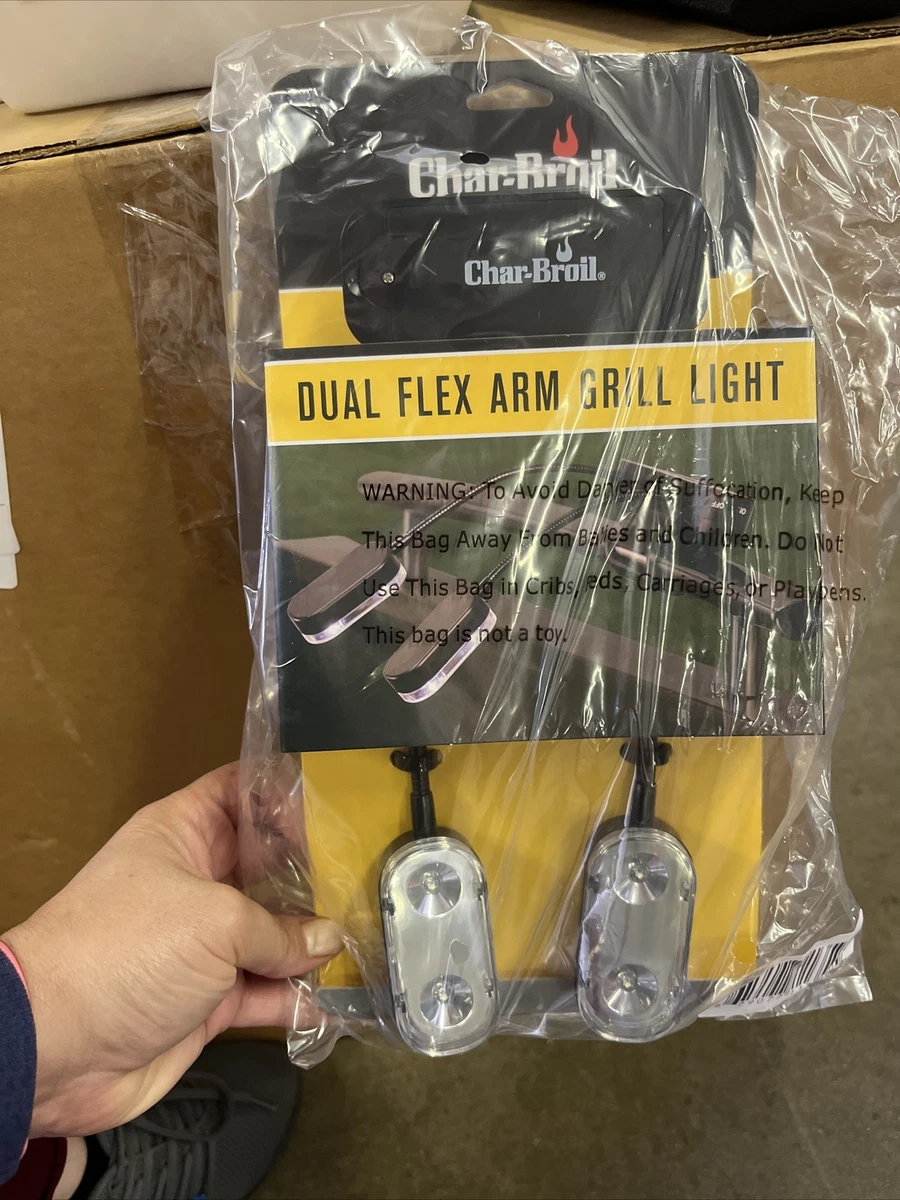 Char-Broil
Char-Broil®
DUAL FLEX ARM GRILL LIGHT
OFF
WARNING: To Avoid Danger of Suffocation, Keep
This Bag Away From Babies and Children. Do Not
Use This Bag in Cribs, Beds, Carriages, or Playpens.
This bag is not a toy.